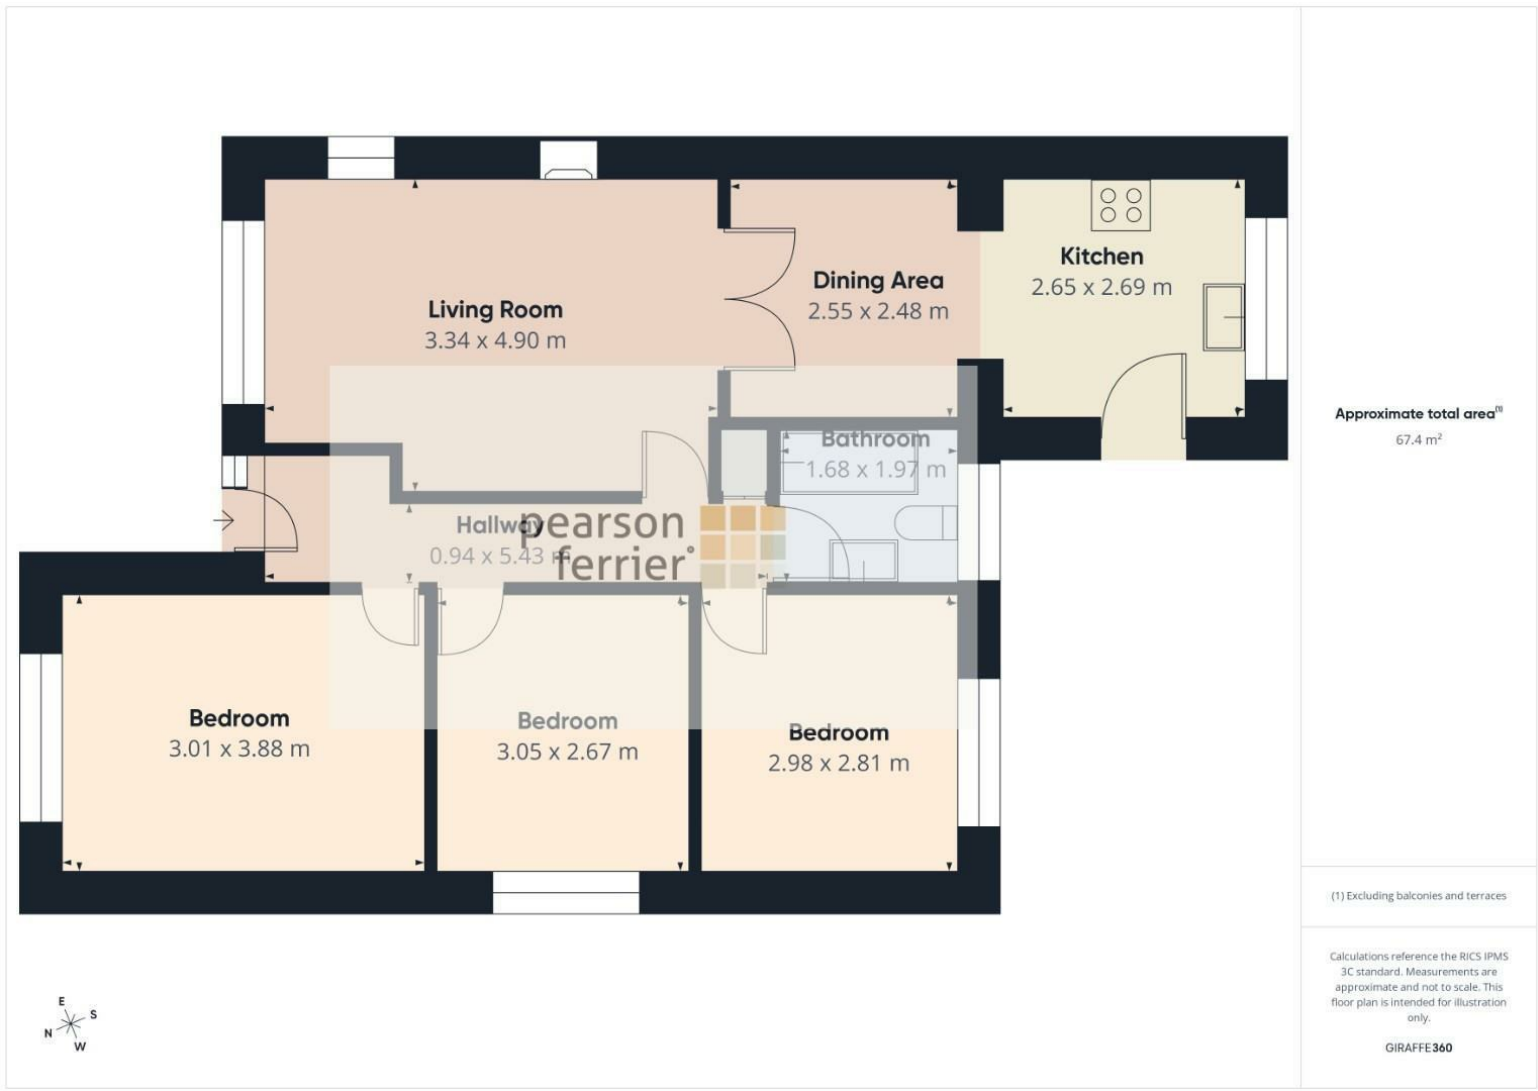 Living Room
3.34 x 4.90 m
Dining Area
2.55 x 2.48 m
Kitchen
2.65 x 2.69 m
Bathroom
1.68 x 1.97 m
Hallway
0.94 x 5.43 m
pearson
ferrier°
Bedroom
3.01 x 3.88 m
Bedroom
3.05 x 2.67 m
Bedroom
2.98 x 2.81 m
E
S
N
W
Approximate total area(1)
67.4 m²
(1) Excluding balconies and terraces
Calculations reference the RICS IPMS
3C standard. Measurements are
approximate and not to scale. This
floor plan is intended for illustration
only.
GIRAFFE360